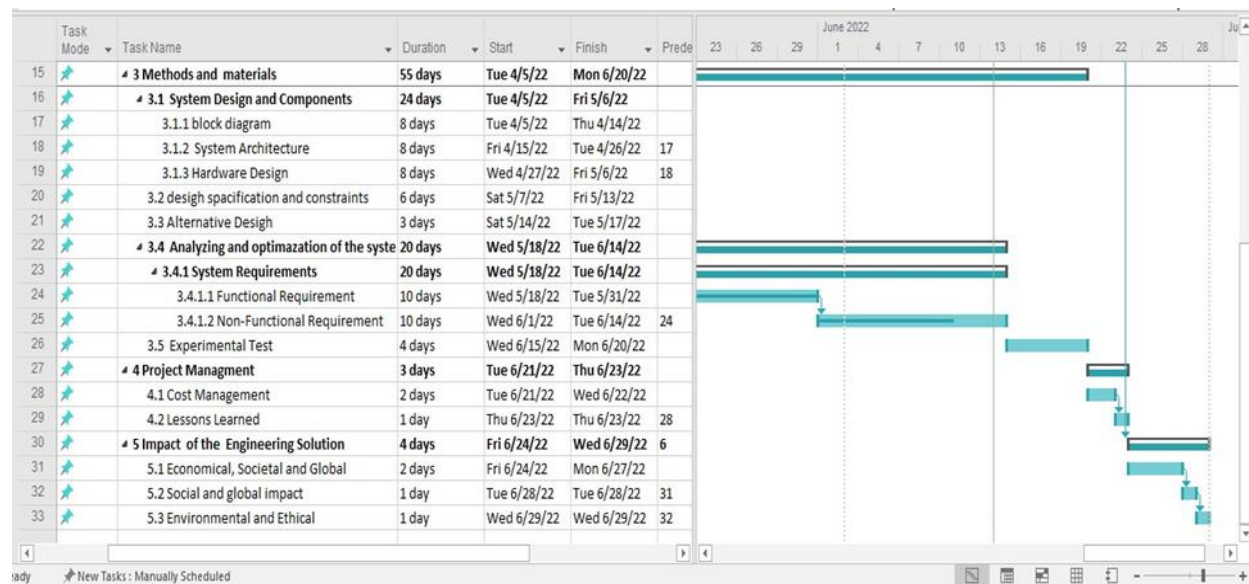 June 2022
Ju
Task
Mode Task Name Duration Start Finish Prede 23 26 29 1 4 7 10 13 16 19 22 25 28
15 3 Methods and materials 55 days Tue 4/5/22 Mon 6/20/22
16 3.1 System Design and Components 24 days Tue 4/5/22 Fri 5/6/22
17 3.1.1 block diagram 8 days Tue 4/5/22 Thu 4/14/22
18 3.1.2 System Architecture 8 days Fri 4/15/22 Tue 4/26/22 17
19 3.1.3 Hardware Design 8 days Wed 4/27/22 Fri 5/6/22 18
20 3.2 desigh spacification and constraints 6 days Sat 5/7/22 Fri 5/13/22
21 3.3 Alternative Desigh 3 days Sat 5/14/22 Tue 5/17/22
22 3.4 Analyzing and optimazation of the syste 20 days Wed 5/18/22 Tue 6/14/22
23 3.4.1 System Requirements 20 days Wed 5/18/22 Tue 6/14/22
24 3.4.1.1 Functional Requirement 10 days Wed 5/18/22 Tue 5/31/22
25 3.4.1.2 Non-Functional Requirement 10 days Wed 6/1/22 Tue 6/14/22 24
26 3.5 Experimental Test 4 days Wed 6/15/22 Mon 6/20/22
27 4 Project Managment 3 days Tue 6/21/22 Thu 6/23/22
28 4.1 Cost Management 2 days Tue 6/21/22 Wed 6/22/22
29 4.2 Lessons Learned 1 day Thu 6/23/22 Thu 6/23/22 28
30 5 Impact of the Engineering Solution 4 days Fri 6/24/22 Wed 6/29/22 6
31 5.1 Economical, Societal and Global 2 days Fri 6/24/22 Mon 6/27/22
32 5.2 Social and global impact 1 day Tue 6/28/22 Tue 6/28/22 31
33 5.3 Environmental and Ethical 1 day Wed 6/29/22 Wed 6/29/22 32
ady New Tasks : Manually Scheduled